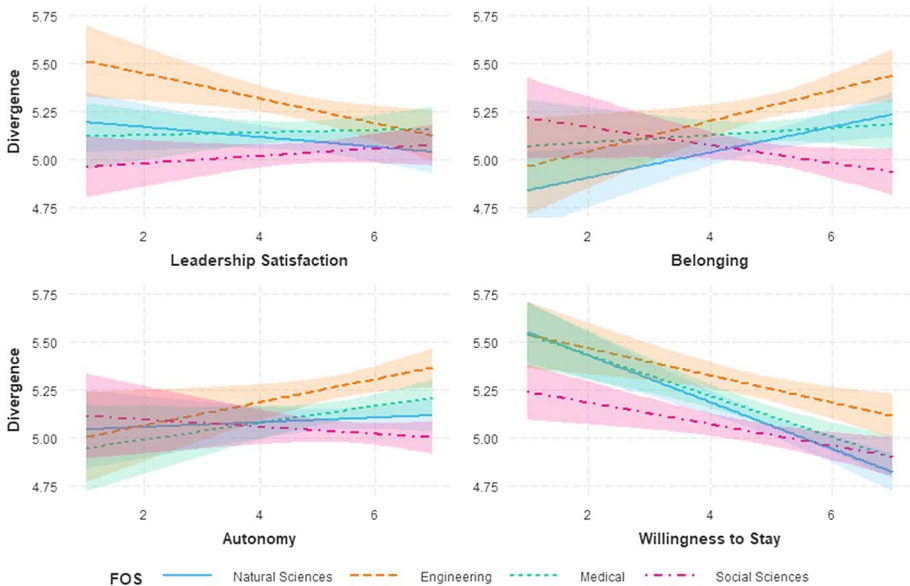 5.75
5.50
5.25
5.00
4.75
Divergence
2 4 6
Leadership Satisfaction
2 4 6
Belonging
5.75
5.50
5.25
5.00
4.75
5.75
5.50
5.25
5.00
4.75
Divergence
2 4 6
Autonomy
5.75
5.50
5.25
5.00
4.75
2 4 6
Willingness to Stay
FOS Natural Sciences Engineering Medical Social Sciences